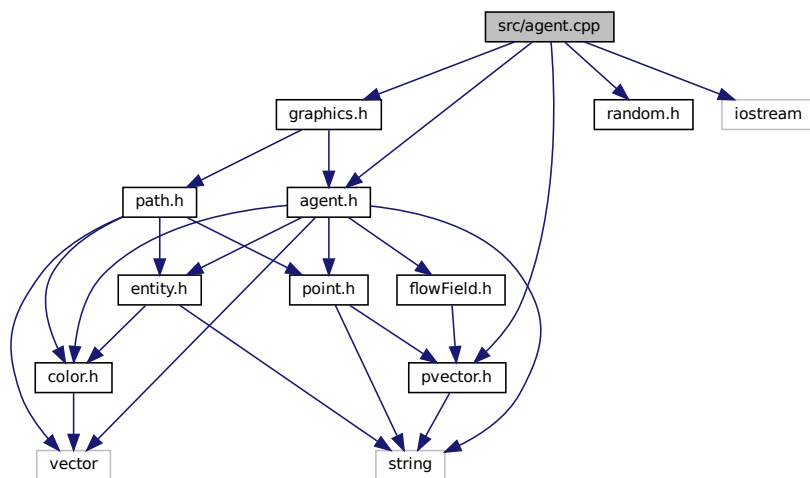 src/agent.cpp
graphics.h
random.h
iostream
path.h
agent.h
entity.h
point.h
flowField.h
color.h
pvector.h
vector
string